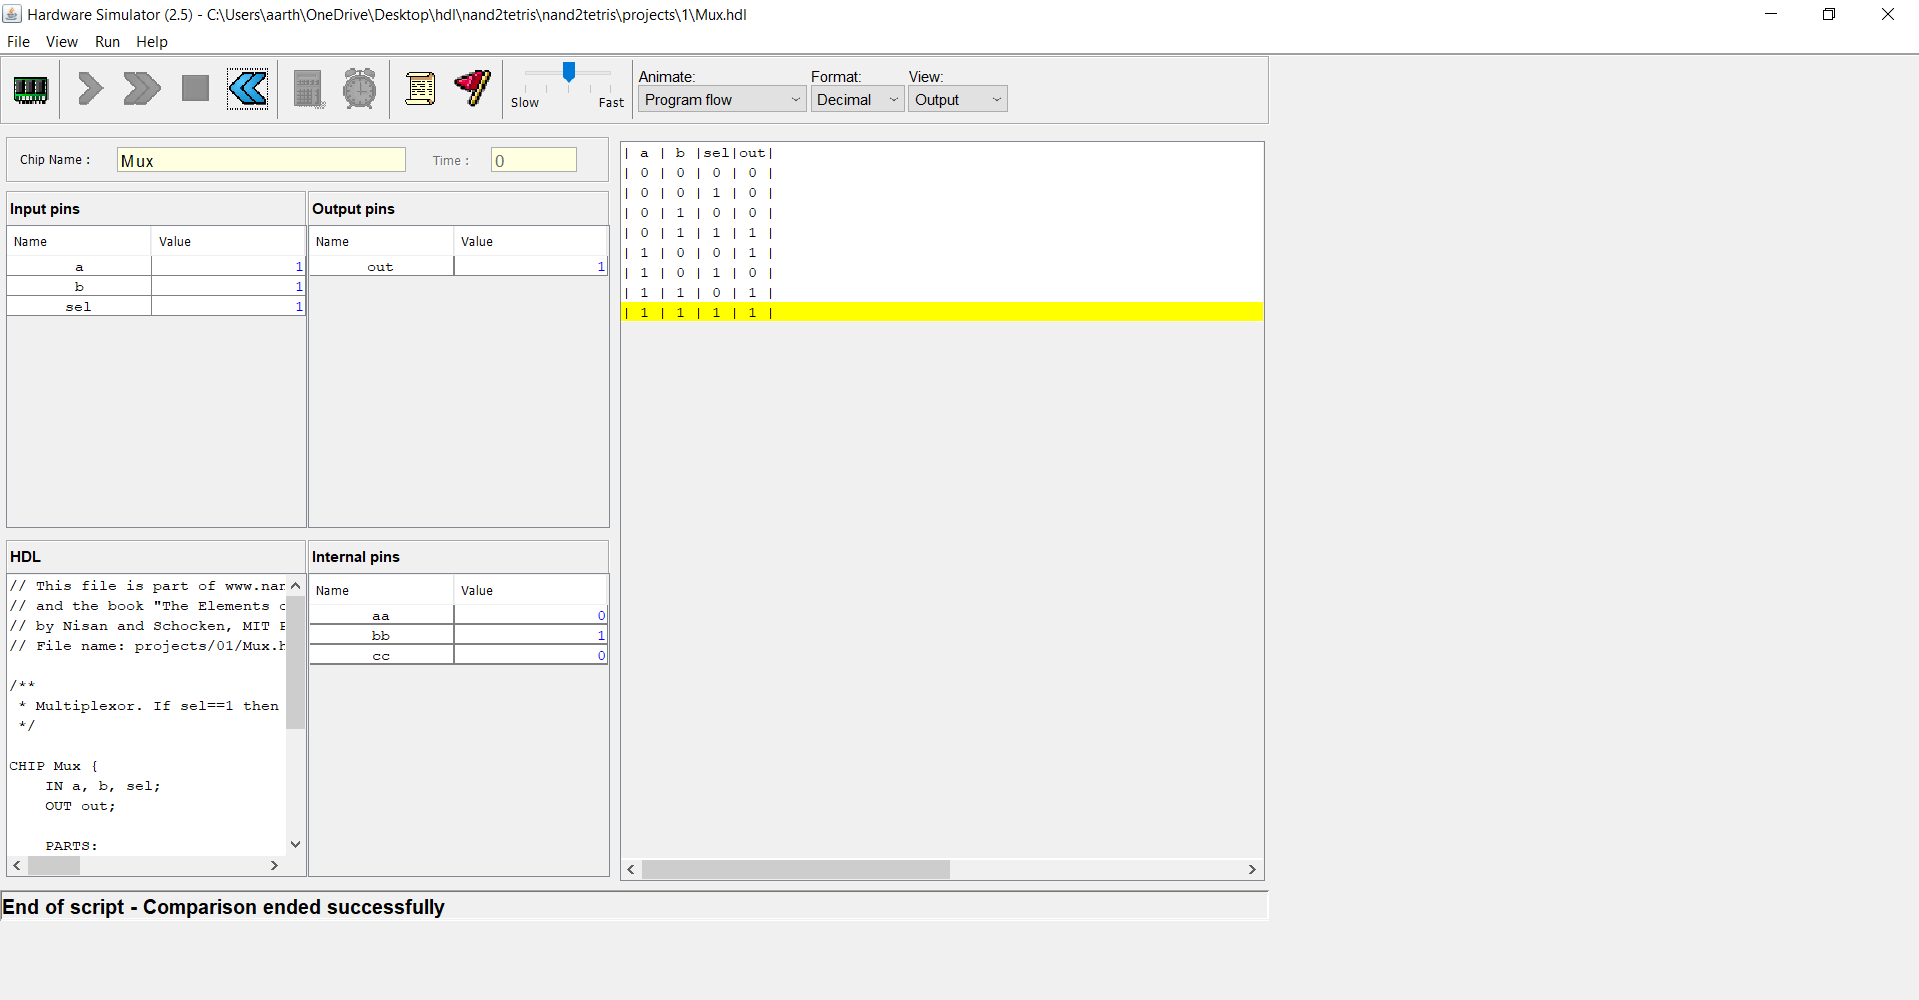 Hardware Simulator (2.5) - C:\Users\aarth\OneDrive\Desktop\hdl\nand2tetris\nand2tetris\projects\1\Mux.hdl
File View Run Help
Slow Fast
Animate: Format: View:
Program flow Decimal Output
Chip Name : Mux Time : 0
Input pins
Name Value
a 1
b 1
sel 1
Output pins
Name Value
out 1
| a | b |sel|out|
| 0 | 0 | 0 | 0 |
| 0 | 0 | 1 | 0 |
| 0 | 1 | 0 | 0 |
| 0 | 1 | 1 | 1 |
| 1 | 0 | 0 | 1 |
| 1 | 0 | 1 | 0 |
| 1 | 1 | 0 | 1 |
| 1 | 1 | 1 | 1 |
HDL
// This file is part of www.nan
// and the book "The Elements
// by Nisan and Schocken, MIT
// File name: projects/01/Mux.h
/**
* Multiplexor. If sel==1 then
*/
CHIP Mux {
IN a, b, sel;
OUT out;
PARTS:
Internal pins
Name Value
aa 0
bb 1
cc 0
End of script - Comparison ended successfully